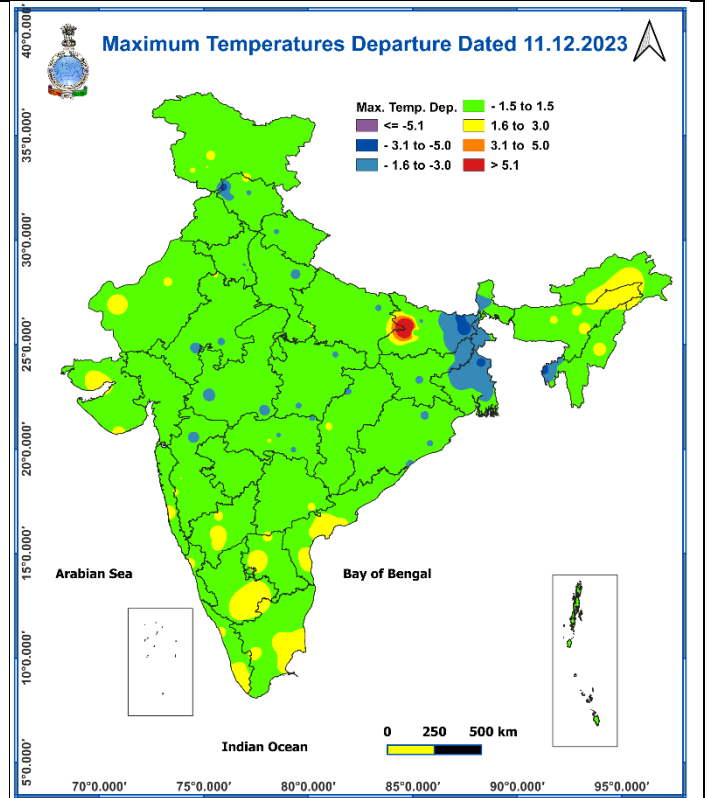 Maximum Temperatures Departure Dated 11.12.2023
Max. Temp. Dep.
<= -5.1
- 3.1 to -5.0
- 1.6 to -3.0
- 1.5 to 1.5
1.6 to 3.0
3.1 to 5.0
> 5.1
40°0.000'
35°0.000'
30°0.000'
25°0.000'
20°0.000'
15°0.000'
10°0.000'
5°0.000'
Arabian Sea
Bay of Bengal
Indian Ocean
0 250 500 km
70°0.000' 75°0.000' 80°0.000' 85°0.000' 90°0.000' 95°0.000'